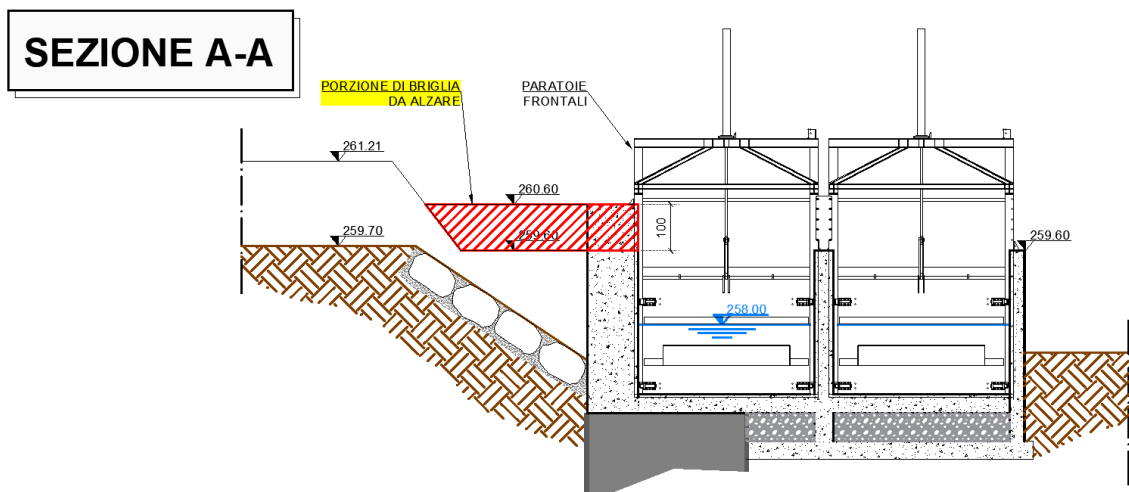 SEZIONE A-A
PORZIONE DI BRIGLIA
DA ALZARE
PARATOIE
FRONTALI
261.21
260.60
259.70
259.60
100
259.60
258.00